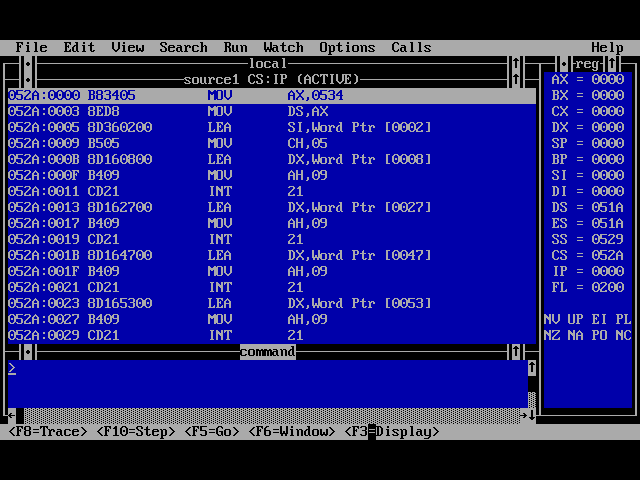 File Edit View Search Run Watch Options Calls Help
local
source1 CS:IP (ACTIVE)
052A:0000 B83405 MOV AX,0534
052A:0003 8ED8 MOV DS,AX
052A:0005 8D360200 LEA SI,Word Ptr [0002]
052A:0009 B505 MOV CH,05
052A:000B 8D160800 LEA DX,Word Ptr [0008]
052A:000F B409 MOV AH,09
052A:0011 CD21 INT 21
052A:0013 8D162700 LEA DX,Word Ptr [0027]
052A:0017 B409 MOV AH,09
052A:0019 CD21 INT 21
052A:001B 8D164700 LEA DX,Word Ptr [0047]
052A:001F B409 MOV AH,09
052A:0021 CD21 INT 21
052A:0023 8D165300 LEA DX,Word Ptr [0053]
052A:0027 B409 MOV AH,09
052A:0029 CD21 INT 21
command
>
reg
AX = 0000
BX = 0000
CX = 0000
DX = 0000
SP = 0000
BP = 0000
SI = 0000
DI = 0000
DS = 051A
ES = 051A
SS = 0529
CS = 052A
IP = 0000
FL = 0200
NV UP EI PL
NZ NA PO NC
<F8=Trace> <F10=Step> <F5=Go> <F6=Window> <F3=Display>